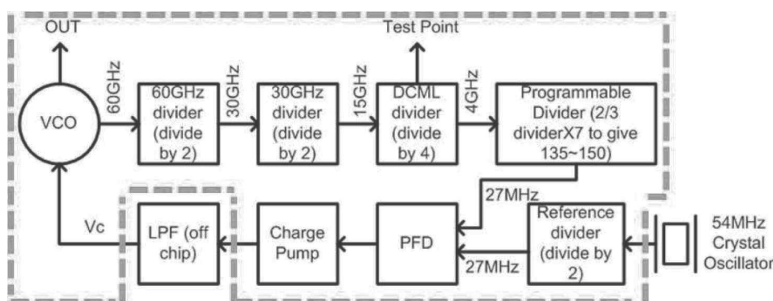 OUT
Test Point
VCO
60GHz
60GHz
divider
(divide
by 2)
30GHz
30GHz
divider
(divide
by 2)
15GHz
DCML
divider
(divide
by 4)
4GHz
Programmable
Divider (2/3
dividerX7 to give
135~150)
27MHz
Vc
LPF (off
chip)
Charge
Pump
PFD
27MHz
Reference
divider
(divide by
2)
54MHz
Crystal
Oscillator